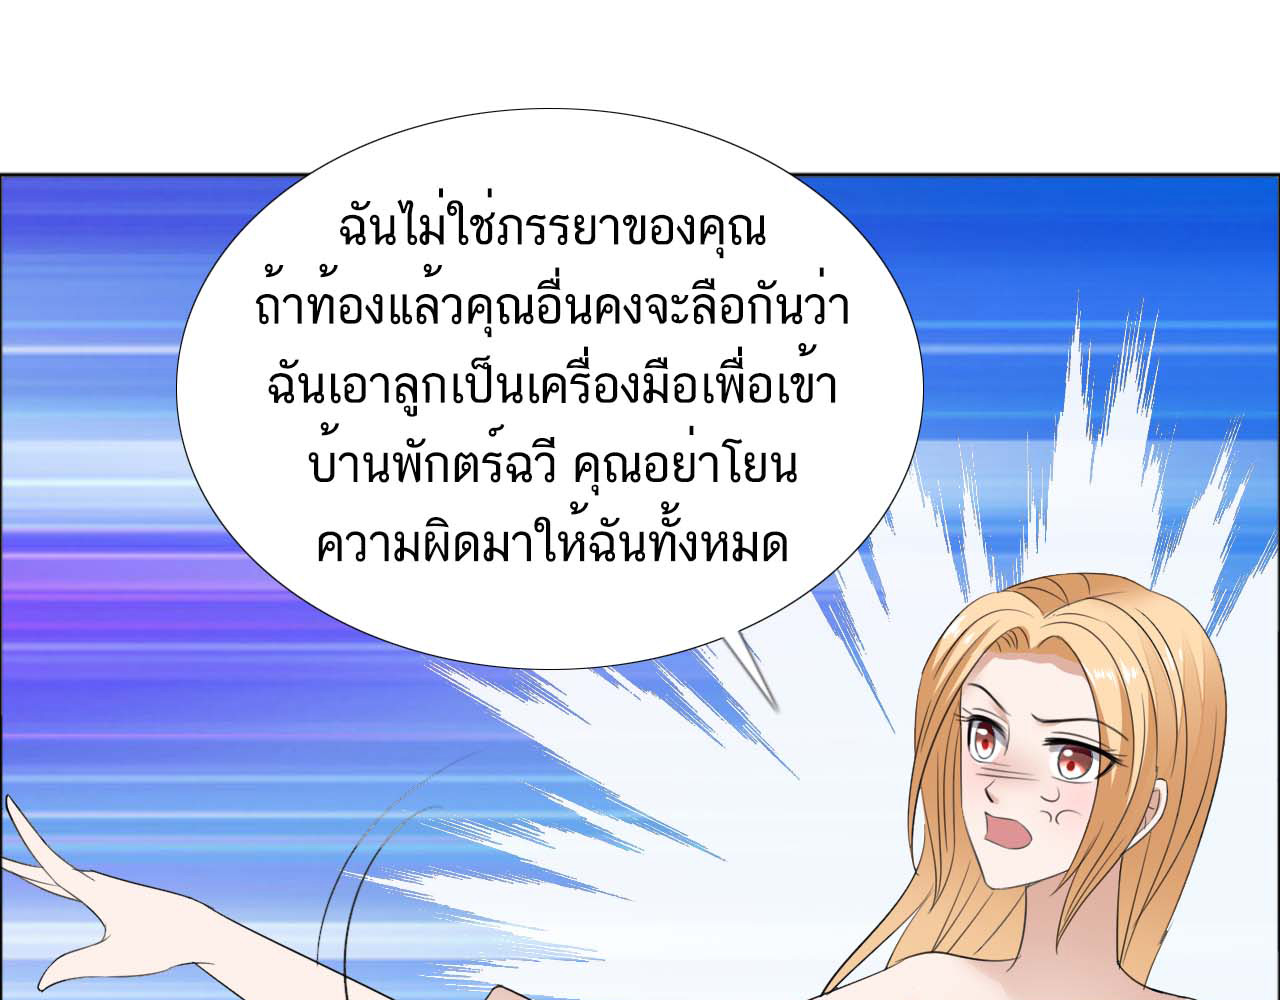 ฉันไม่ใช่ภรรยาของคุณ
ถ้าท้องแล้วคุณอื่นคงจะลือกันว่า
ฉันเอาลูกเป็นเครื่องมือเพื่อเข้า
บ้านพักตร์ฉวี คุณอย่าโยน
ความผิดมาให้ฉันทั้งหมด